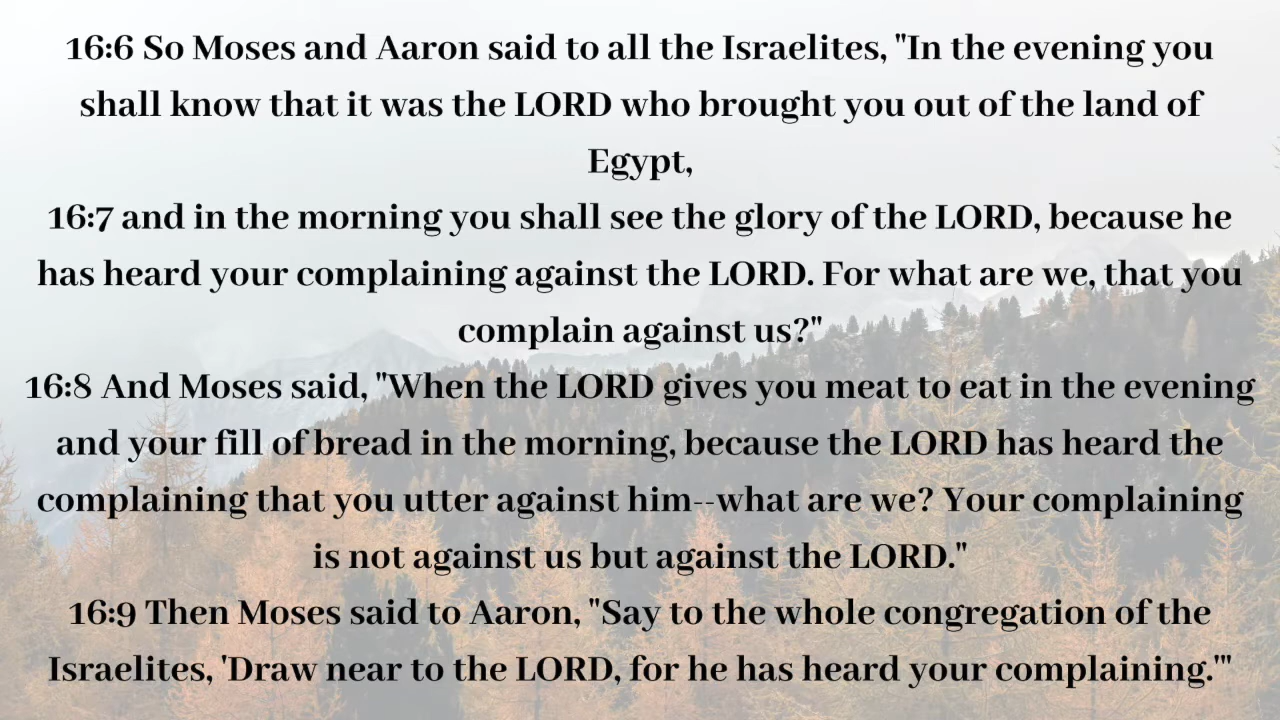 16:6 So Moses and Aaron said to all the Israelites, "In the evening you
shall know that it was the LORD who brought you out of the land of
Egypt,
16:7 and in the morning you shall see the glory of the LORD, because he
has heard your complaining against the LORD. For what are we, that you
complain against us?"
16:8 And Moses said, "When the LORD gives you meat to eat in the evening
and your fill of bread in the morning, because the LORD has heard the
complaining that you utter against him--what are we? Your complaining
is not against us but against the LORD."
16:9 Then Moses said to Aaron, "Say to the whole congregation of the
Israelites, 'Draw near to the LORD, for he has heard your complaining.'"